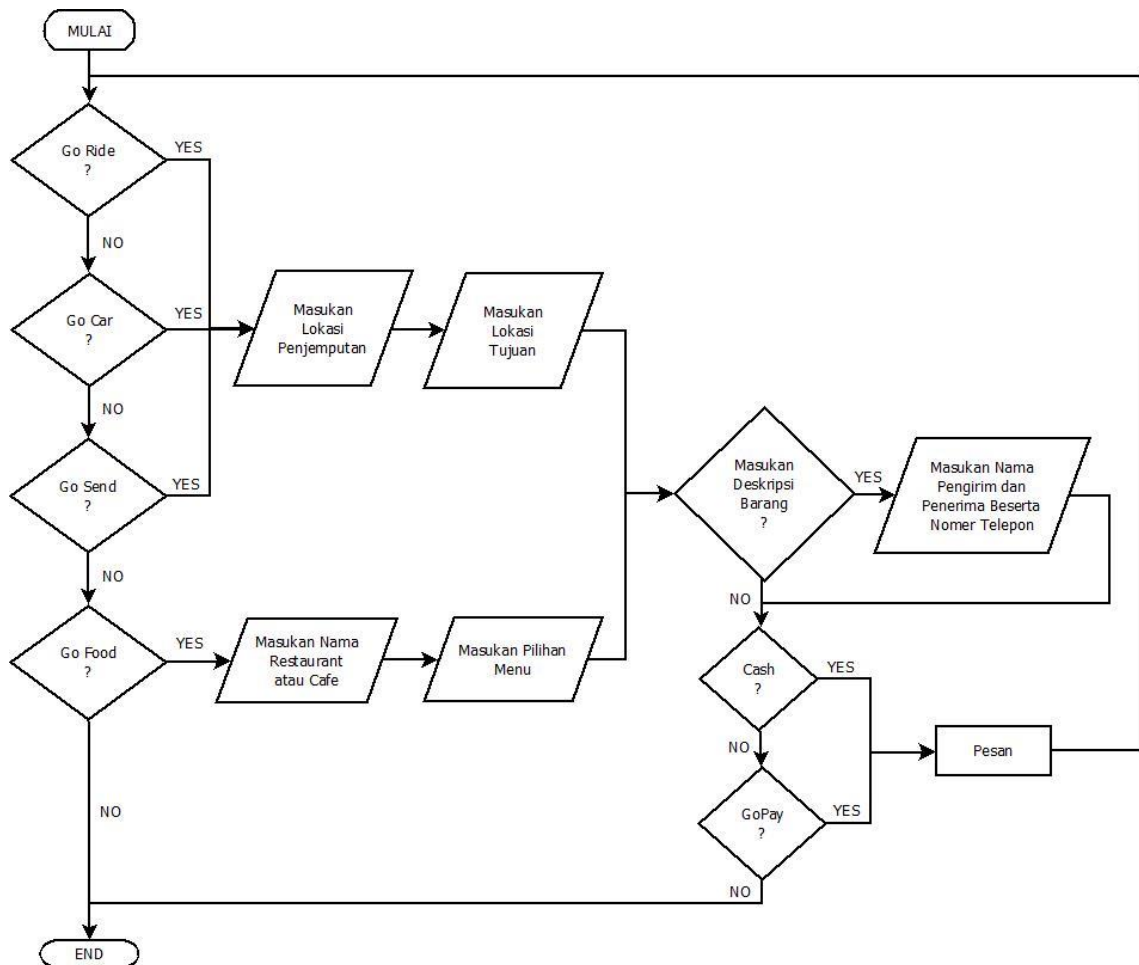 MULAI
Go Ride
?
YES
NO
Go Car
?
YES
NO
Go Send
?
YES
NO
Go Food
?
YES
NO
Masukan
Lokasi
Penjemputan
Masukan
Lokasi
Tujuan
Masukan Nama
Restaurant
atau Cafe
Masukan Pilihan
Menu
Masukan
Deskripsi
Barang
?
YES
NO
Masukan Nama
Pengirim dan
Penerima Beserta
Nomer Telepon
Cash
?
YES
NO
GoPay
?
YES
NO
Pesan
END